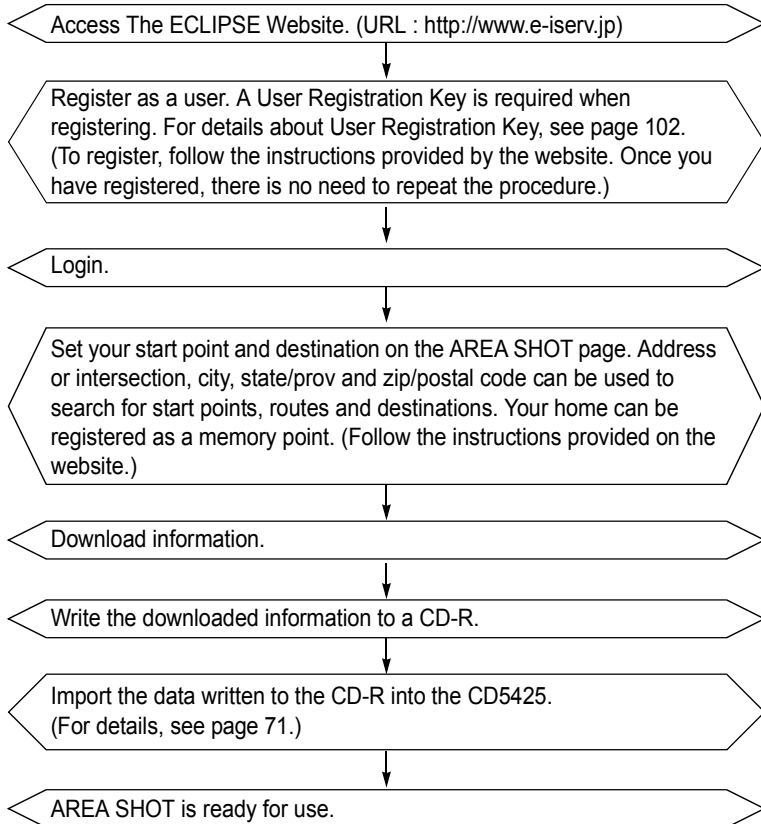 Access The ECLIPSE Website. (URL : http://www.e-iserv.jp)
Register as a user. A User Registration Key is required when
registering. For details about User Registration Key, see page 102.
(To register, follow the instructions provided by the website. Once you
have registered, there is no need to repeat the procedure.)
Login.
Set your start point and destination on the AREA SHOT page. Address
or intersection, city, state/prov and zip/postal code can be used to
search for start points, routes and destinations. Your home can be
registered as a memory point. (Follow the instructions provided on the
website.)
Download information.
Write the downloaded information to a CD-R.
Import the data written to the CD-R into the CD5425.
(For details, see page 71.)
AREA SHOT is ready for use.